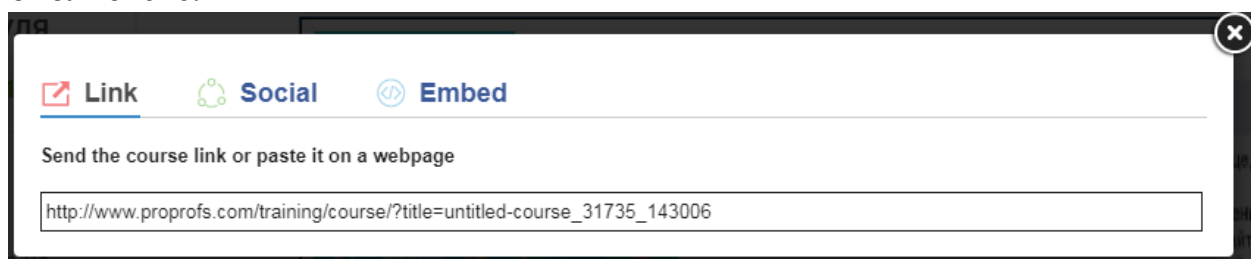 Link Social Embed
Send the course link or paste it on a webpage
http://www.proprofs.com/training/course/?title=untitled-course_31735_143006